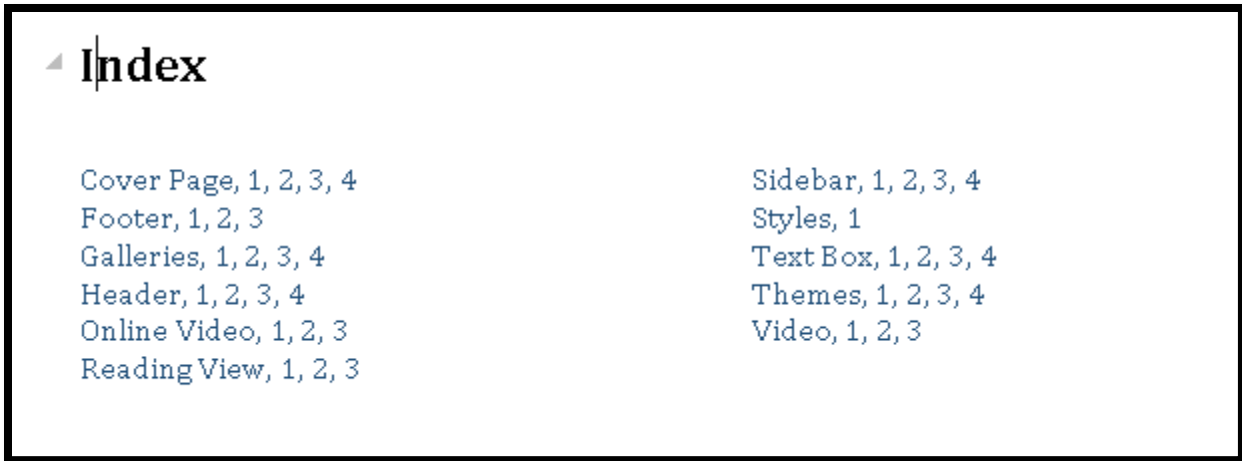 Index
Cover Page, 1, 2, 3, 4
Footer, 1, 2, 3
Galleries, 1, 2, 3, 4
Header, 1, 2, 3, 4
Online Video, 1, 2, 3
Reading View, 1, 2, 3
Sidebar, 1, 2, 3, 4
Styles, 1
Text Box, 1, 2, 3, 4
Themes, 1, 2, 3, 4
Video, 1, 2, 3